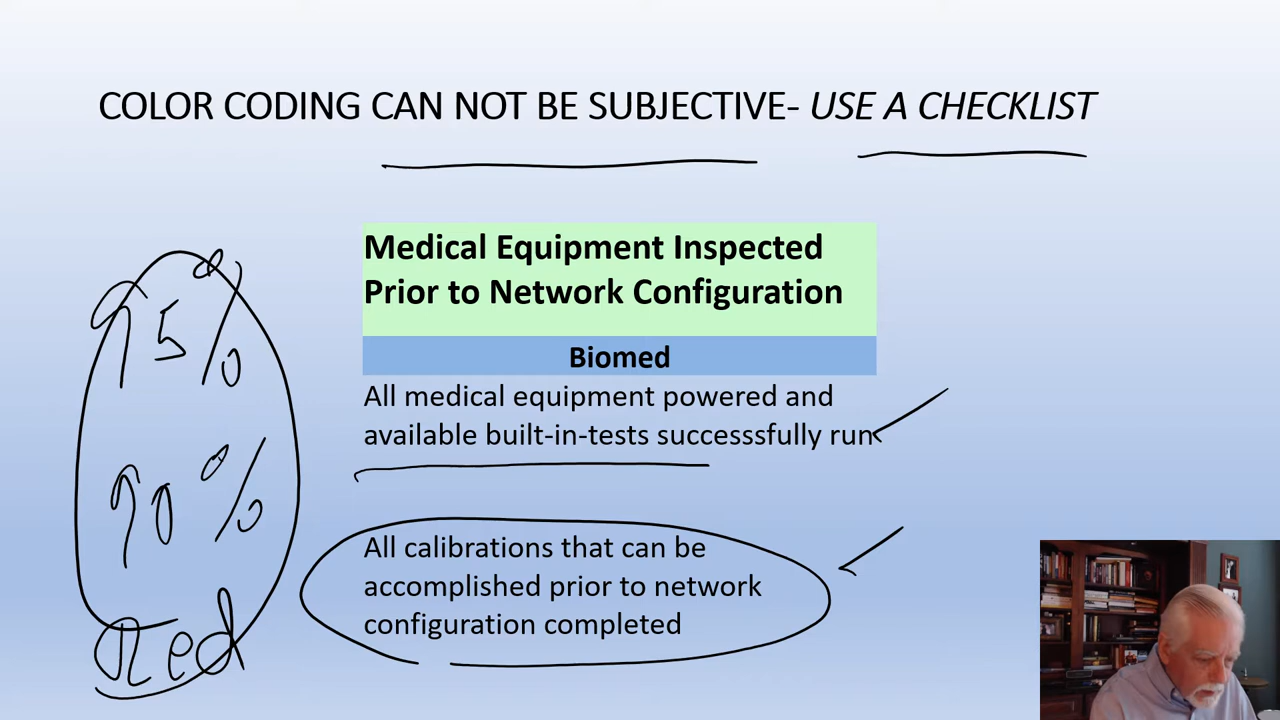 COLOR CODING CAN NOT BE SUBJECTIVE- USE A CHECKLIST
Medical Equipment Inspected
Prior to Network Configuration
Biomed
All medical equipment powered and
available built-in-tests successsfully run
All calibrations that can be
accomplished prior to network
configuration completed
95%
90%
Red